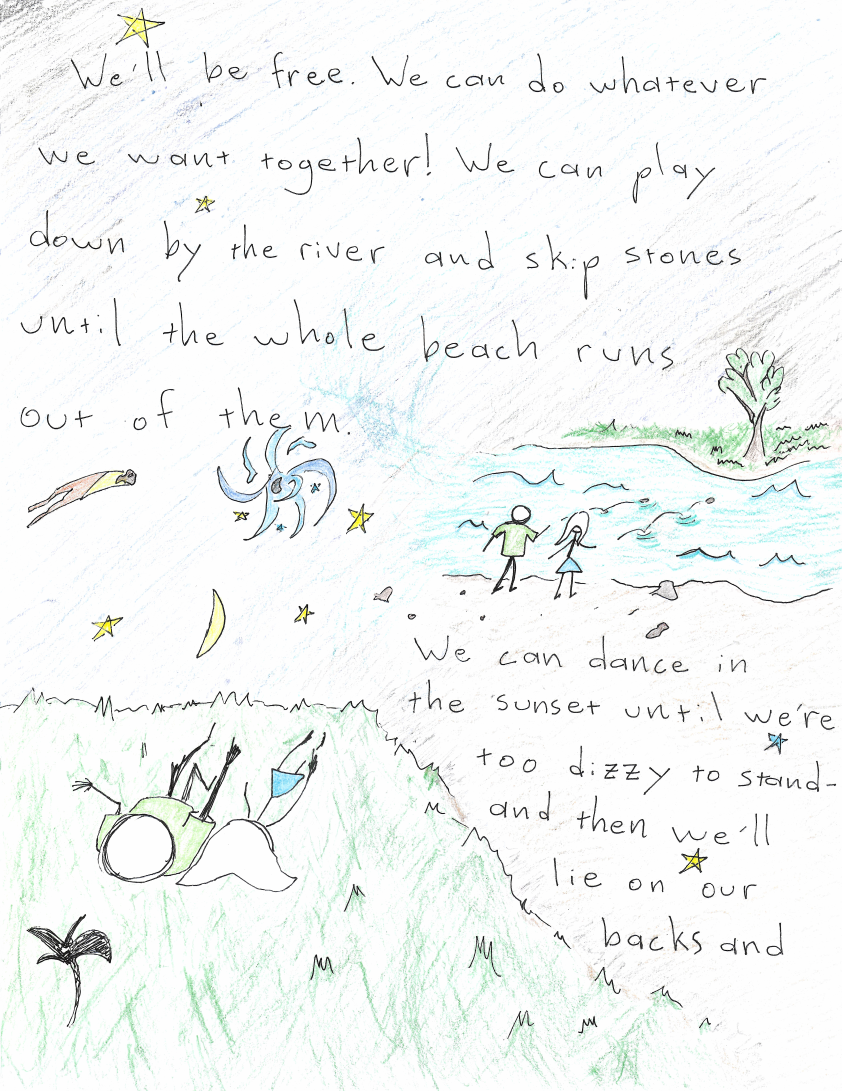 We'll be free. We can do whatever
we want together! We can play
down by the river and skip stones
until the whole beach runs
out of them.
We can dance in
the sunset until we're
too dizzy to stand-
and then we'll
lie on our
backs and